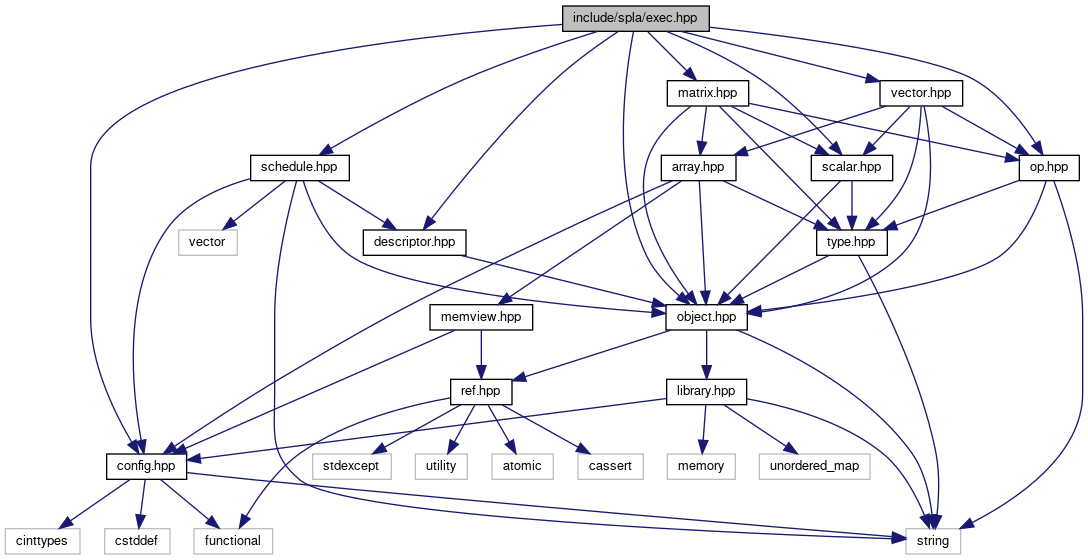 include/spla/exec.hpp
matrix.hpp
vector.hpp
schedule.hpp
array.hpp
scalar.hpp
op.hpp
vector
descriptor.hpp
type.hpp
memview.hpp
object.hpp
ref.hpp
library.hpp
config.hpp
stdexcept
utility
atomic
cassert
memory
unordered_map
cinttypes
cstddef
functional
string